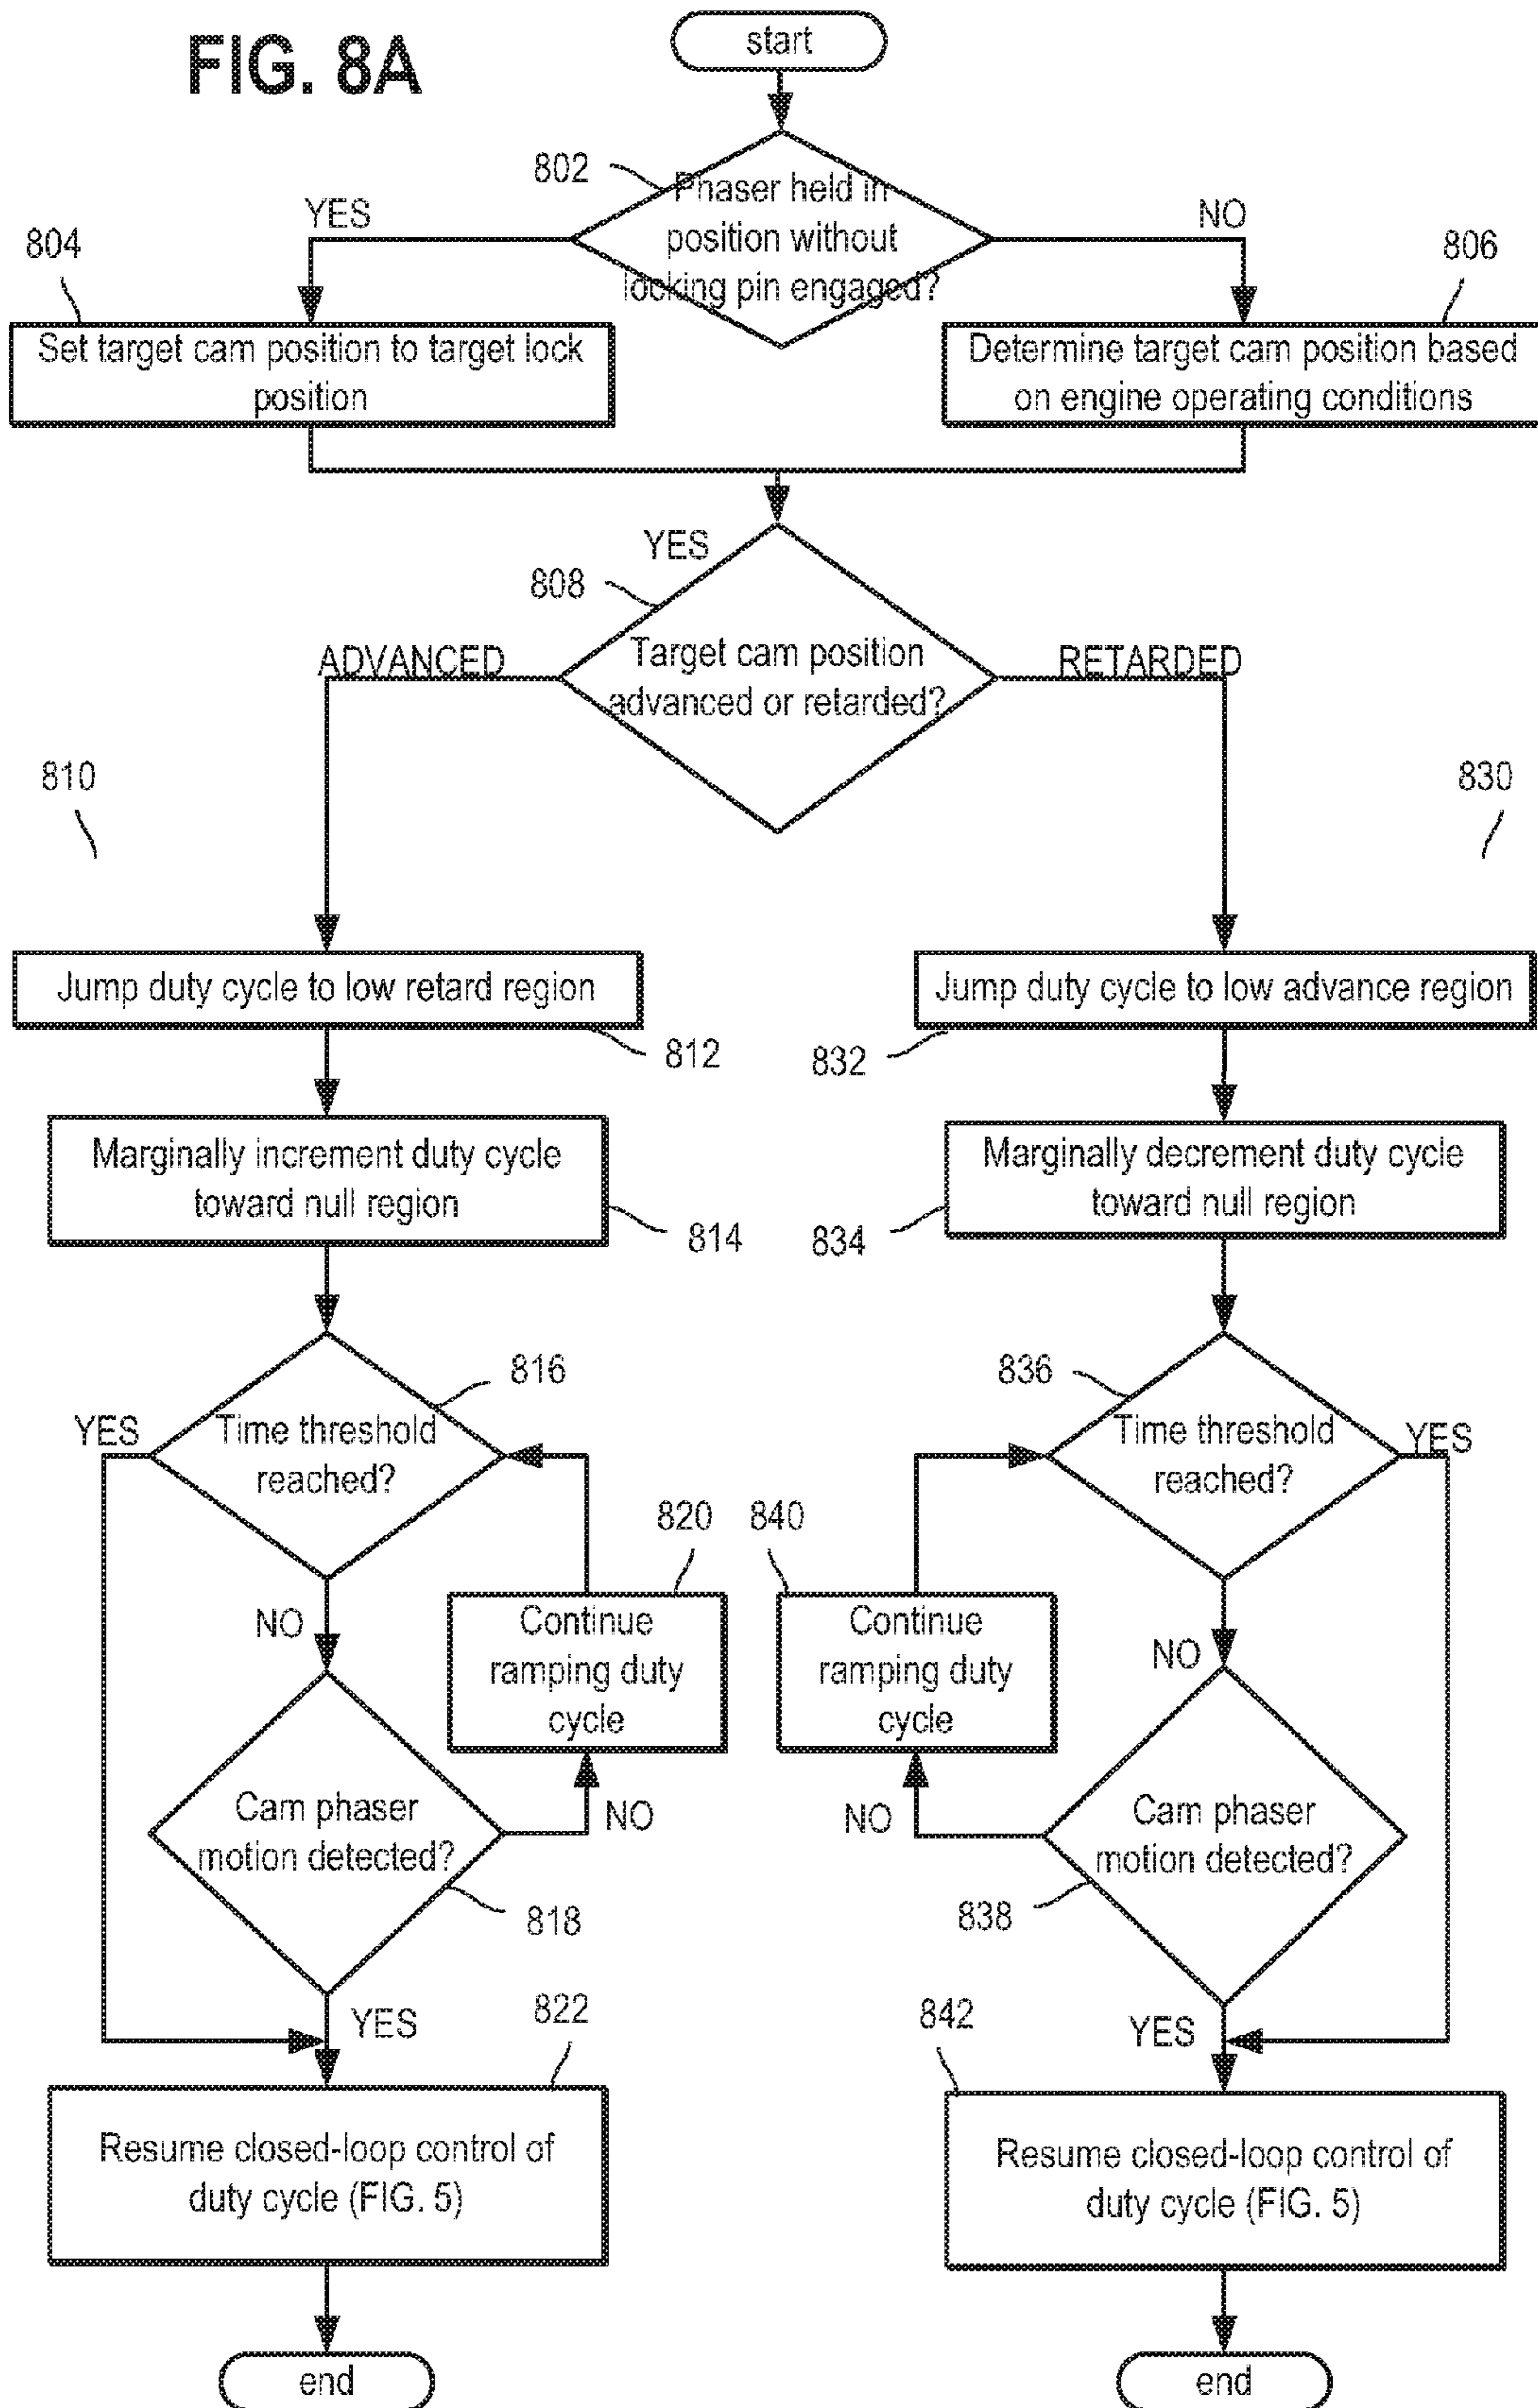 FIG. 8A
start
802
Phaser held in
position without
locking pin engaged?
YES
NO
804
806
Set target cam position to target lock
position
Determine target cam position based
on engine operating conditions
YES
808
Target cam position
advanced or retarded?
ADVANCED
RETARDED
810
830
Jump duty cycle to low retard region
Jump duty cycle to low advance region
812
832
Marginally increment duty cycle
toward null region
Marginally decrement duty cycle
toward null region
814
834
816
836
YES
Time threshold
reached?
Time threshold
reached?
YES
820
840
NO
Continue
ramping duty
cycle
Continue
ramping duty
cycle
NO
Cam phaser
motion detected?
NO
NO
Cam phaser
motion detected?
818
838
YES
822
842
YES
Resume closed-loop control of
duty cycle (FIG. 5)
Resume closed-loop control of
duty cycle (FIG. 5)
end
end